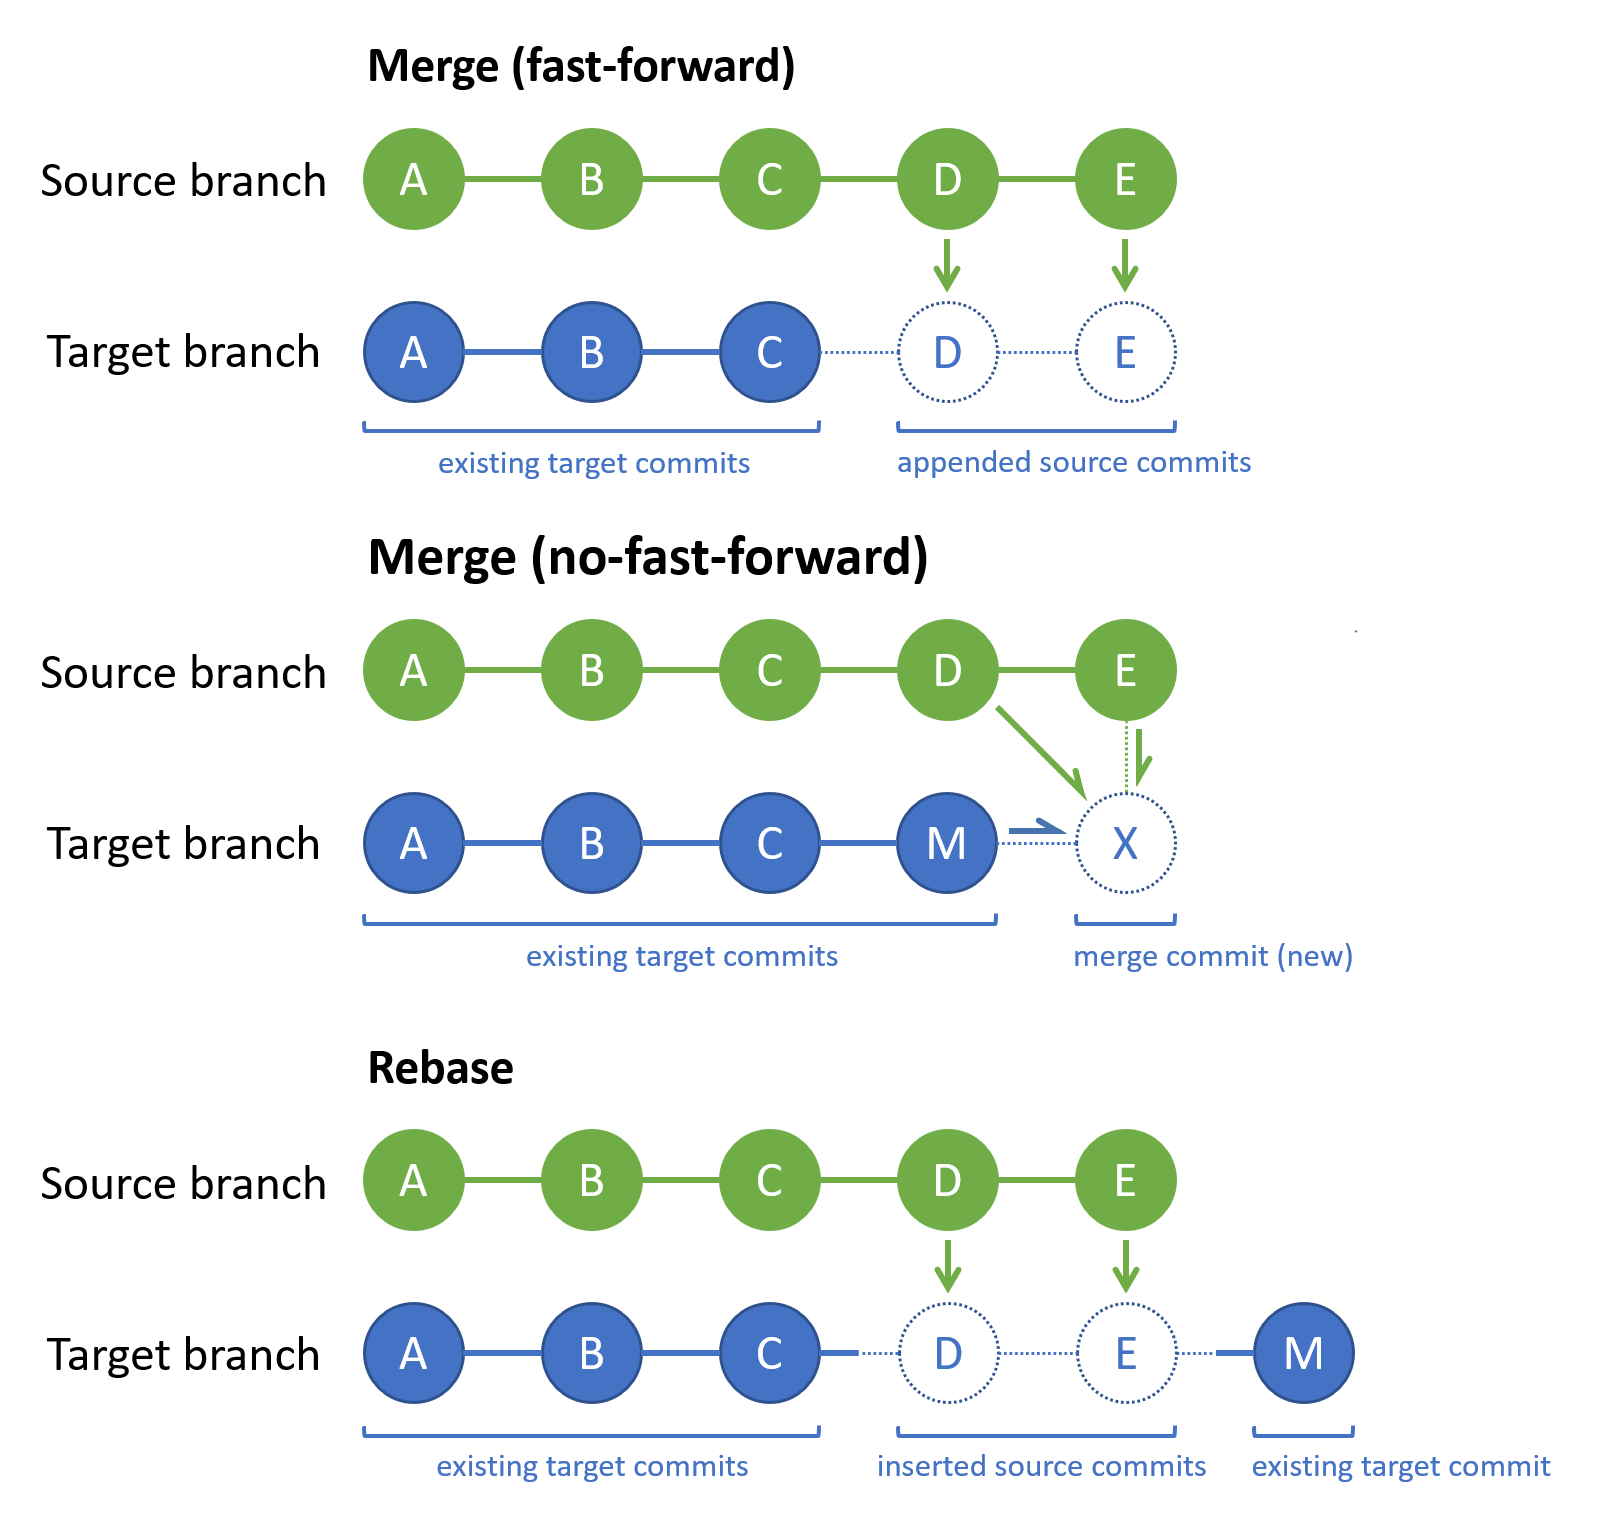 Merge (fast-forward)
Source branch A B C D E
Target branch A B C D E
existing target commits appended source commits
Merge (no-fast-forward)
Source branch A B C D E
Target branch A B C M X
existing target commits merge commit (new)
Rebase
Source branch A B C D E
Target branch A B C D E M
existing target commits inserted source commits existing target commit